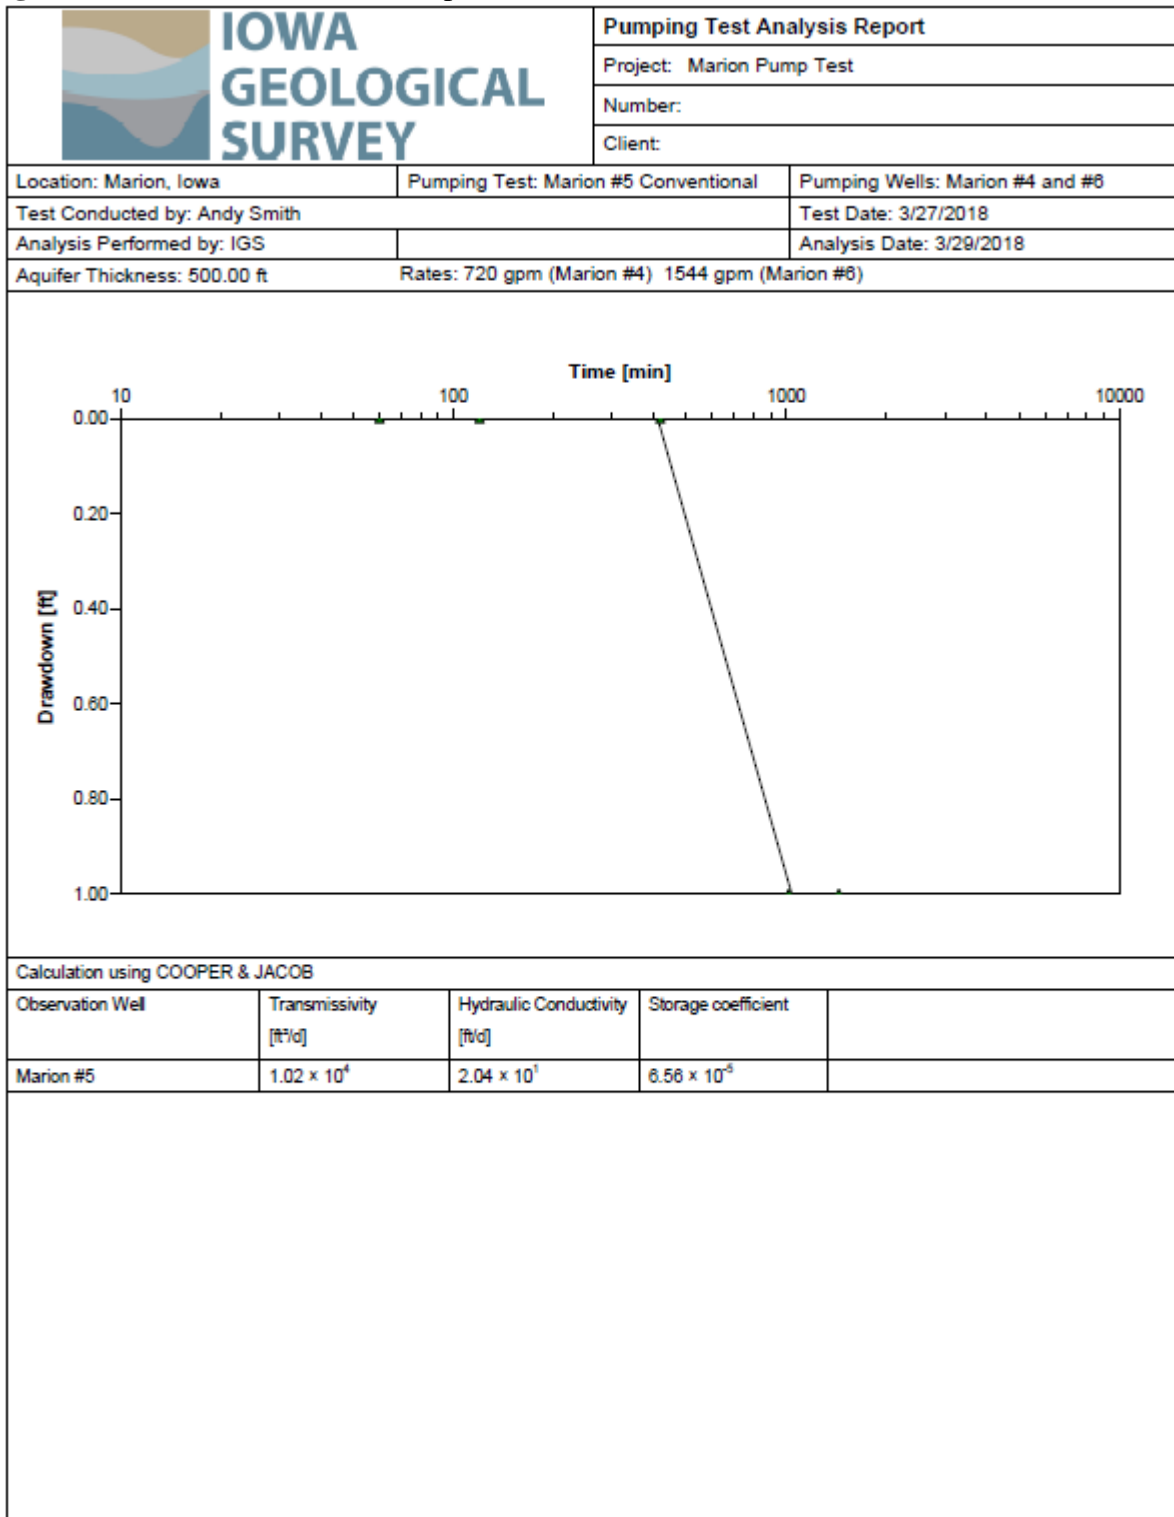 IOWA
GEOLOGICAL
SURVEY
Pumping Test Analysis Report
Project: Marion Pump Test
Number:
Client:
Location: Marion, Iowa
Pumping Test: Marion #5 Conventional
Pumping Wells: Marion #4 and #6
Test Conducted by: Andy Smith
Test Date: 3/27/2018
Analysis Performed by: IGS
Analysis Date: 3/29/2018
Aquifer Thickness: 500.00 ft
Rates: 720 gpm (Marion #4) 1544 gpm (Marion #6)
Time [min]
10 100 1000 10000
0.00
0.20
0.40
0.60
0.80
1.00
Drawdown [ft]
Calculation using COOPER & JACOB
Observation Well
Transmissivity
[ft²/d]
Hydraulic Conductivity
[ft/d]
Storage coefficient
Marion #5
1.02 × 10⁴
2.04 × 10¹
6.56 × 10⁻⁵